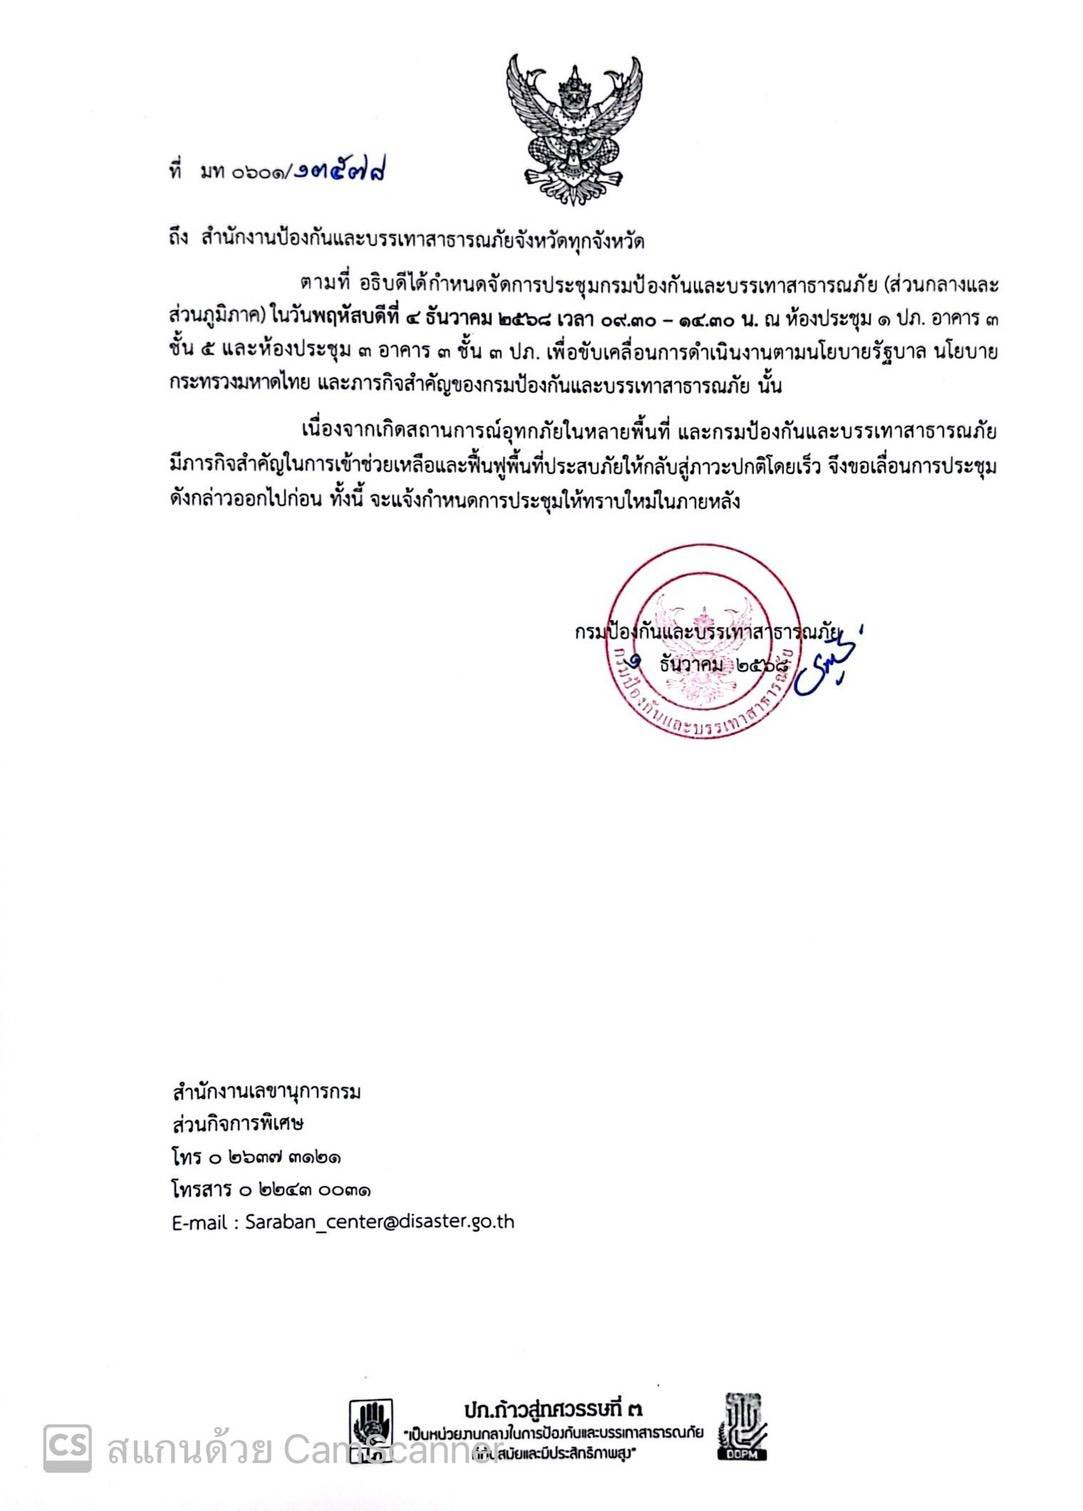 ที่ มท ๐๖๐๑/๑๓๕๗๘
ถึง สำนักงานป้องกันและบรรเทาสาธารณภัยจังหวัดทุกจังหวัด
ตามที่ อธิบดีได้กำหนดจัดการประชุมกรมป้องกันและบรรเทาสาธารณภัย (ส่วนกลางและ
ส่วนภูมิภาค) ในวันพฤหัสบดีที่ ๔ ธันวาคม ๒๕๖๘ เวลา ๐๙.๓๐ – ๑๔.๓๐ น. ณ ห้องประชุม ๑ ปภ. อาคาร ๓
ชั้น ๕ และห้องประชุม ๓ อาคาร ๓ ชั้น ๓ ปภ. เพื่อขับเคลื่อนการดำเนินงานตามนโยบายรัฐบาล นโยบาย
กระทรวงมหาดไทย และภารกิจสำคัญของกรมป้องกันและบรรเทาสาธารณภัย นั้น
เนื่องจากเกิดสถานการณ์อุทกภัยในหลายพื้นที่ และกรมป้องกันและบรรเทาสาธารณภัย
มีภารกิจสำคัญในการเข้าช่วยเหลือและฟื้นฟูพื้นที่ประสบภัยให้กลับสู่ภาวะปกติโดยเร็ว จึงขอเลื่อนการประชุม
ดังกล่าวออกไปก่อน ทั้งนี้ จะแจ้งกำหนดการประชุมให้ทราบใหม่ในภายหลัง
กรมป้องกันและบรรเทาสาธารณภัย
๑ ธันวาคม ๒๕๖๘
กรมป้องกันและบรรเทาสาธารณภัย
สำนักงานเลขานุการกรม
ส่วนกิจการพิเศษ
โทร ๐ ๒๖๓๗ ๓๑๒๑
โทรสาร ๐ ๒๒๔๓ ๐๐๓๑
E-mail : Saraban_center@disaster.go.th
ปภ.ก้าวสู่ทศวรรษที่ ๓
"เป็นหน่วยงานกลางในการป้องกันและบรรเทาสาธารณภัย
ที่ทันสมัยและมีประสิทธิภาพสูง"
ปภ
DDPM
CS สแกนด้วย CamScanner